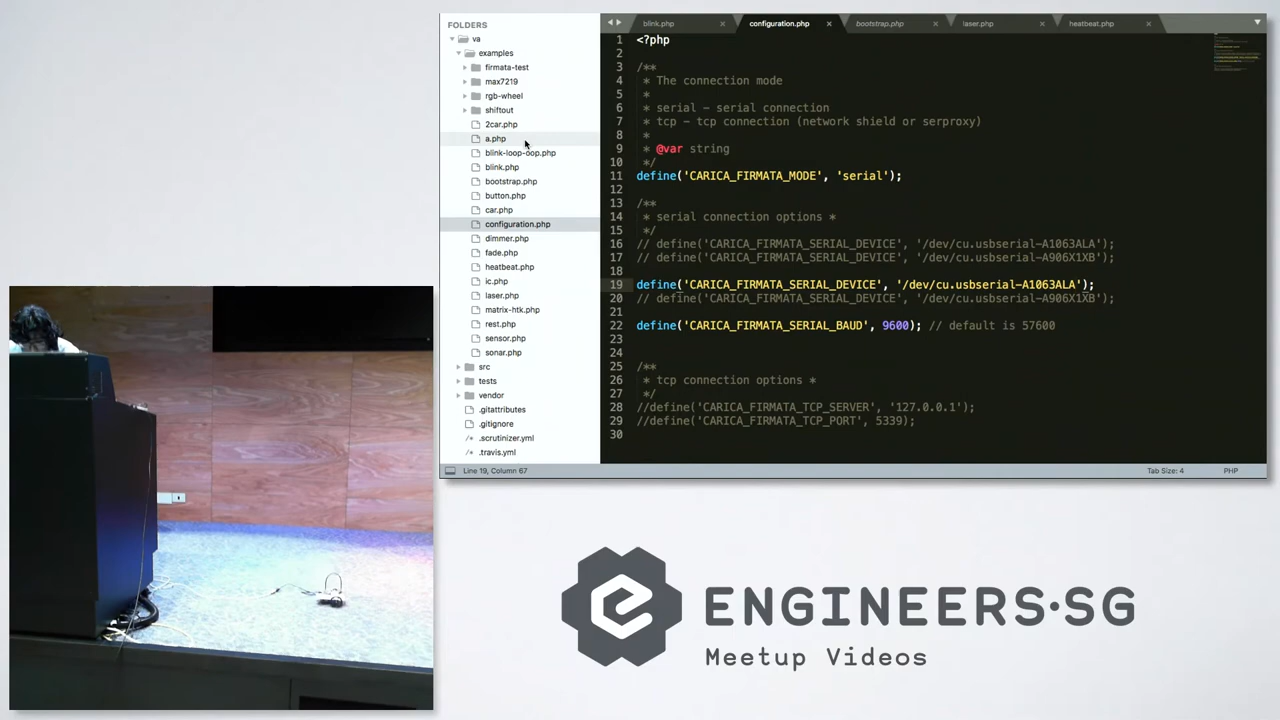 FOLDERS
va
examples
firmata-test
max7219
rgb-wheel
shiftout
2car.php
a.php
blink-loop-oop.php
blink.php
bootstrap.php
button.php
car.php
configuration.php
dimmer.php
fade.php
heatbeat.php
ic.php
laser.php
matrix-htk.php
rest.php
sensor.php
sonar.php
src
tests
vendor
.gitattributes
.gitignore
/* .scrutinizer.yml
/* .travis.yml
blink.php × configuration.php × bootstrap.php × laser.php × heatbeat.php ×
1 <?php
2
3 /**
4 * The connection mode
5 *
6 * serial - serial connection
7 * tcp - tcp connection (network shield or serproxy)
8 *
9 * @var string
10 */
11 define('CARICA_FIRMATA_MODE', 'serial');
12
13 /**
14 * serial connection options *
15 */
16 // define('CARICA_FIRMATA_SERIAL_DEVICE', '/dev/cu.usbserial-A1063ALA');
17 // define('CARICA_FIRMATA_SERIAL_DEVICE', '/dev/cu.usbserial-A906X1XB');
18
19 define('CARICA_FIRMATA_SERIAL_DEVICE', '/dev/cu.usbserial-A1063ALA');
20 // define('CARICA_FIRMATA_SERIAL_DEVICE', '/dev/cu.usbserial-A906X1XB');
21
22 define('CARICA_FIRMATA_SERIAL_BAUD', 9600); // default is 57600
23
24
25 /**
26 * tcp connection options *
27 */
28 //define('CARICA_FIRMATA_TCP_SERVER', '127.0.0.1');
29 //define('CARICA_FIRMATA_TCP_PORT', 5339);
30
Line 19, Column 67
Tab Size: 4
PHP
ENGINEERS·SG
Meetup Videos